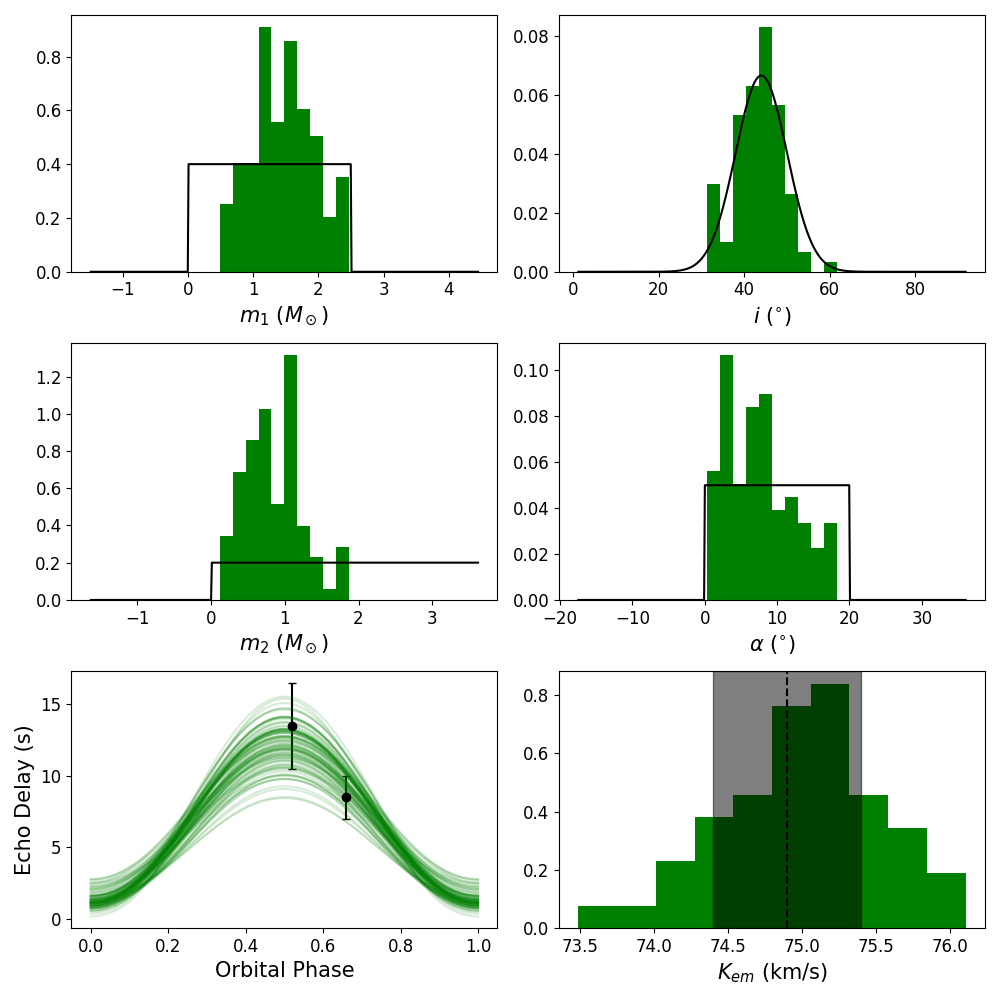 0.8
0.6
0.4
0.2
0.0
−1 0 1 2 3 4
m₁ (M⊙)
0.08
0.06
0.04
0.02
0.00
0 20 40 60 80
i (°)
1.2
1.0
0.8
0.6
0.4
0.2
0.0
−1 0 1 2 3
m₂ (M⊙)
0.10
0.08
0.06
0.04
0.02
0.00
−20 −10 0 10 20 30
α (°)
Echo Delay (s)
15
10
5
0
0.0 0.2 0.4 0.6 0.8 1.0
Orbital Phase
0.8
0.6
0.4
0.2
0.0
73.5 74.0 74.5 75.0 75.5 76.0
Kₑₘ (km/s)